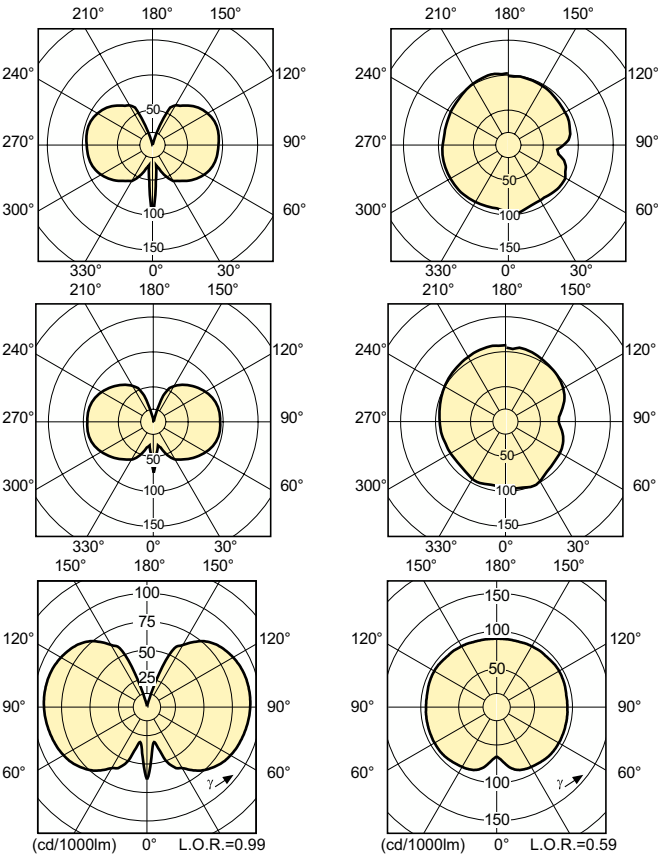 210° 180° 150° 210° 180° 150°
240° 120° 240° 120°
50
270° 90° 270° 90°
50
300° 100 60° 300° 100 60°
150 150
330° 0° 30° 330° 0° 30°
210° 180° 150° 210° 180° 150°
240° 120° 240° 120°
270° 90° 270° 90°
50 50
300° 100 60° 300° 100 60°
150 150
330° 0° 30° 330° 0° 30°
150° 180° 150° 150° 180° 150°
100 150
75 100
120° 50 120° 120° 50 120°
25
90° 90° 90° 90°
60° γ 60° 60° 100 γ 60°
150
(cd/1000lm) 0° L.O.R.=0.99 (cd/1000lm) 0° L.O.R.=0.59